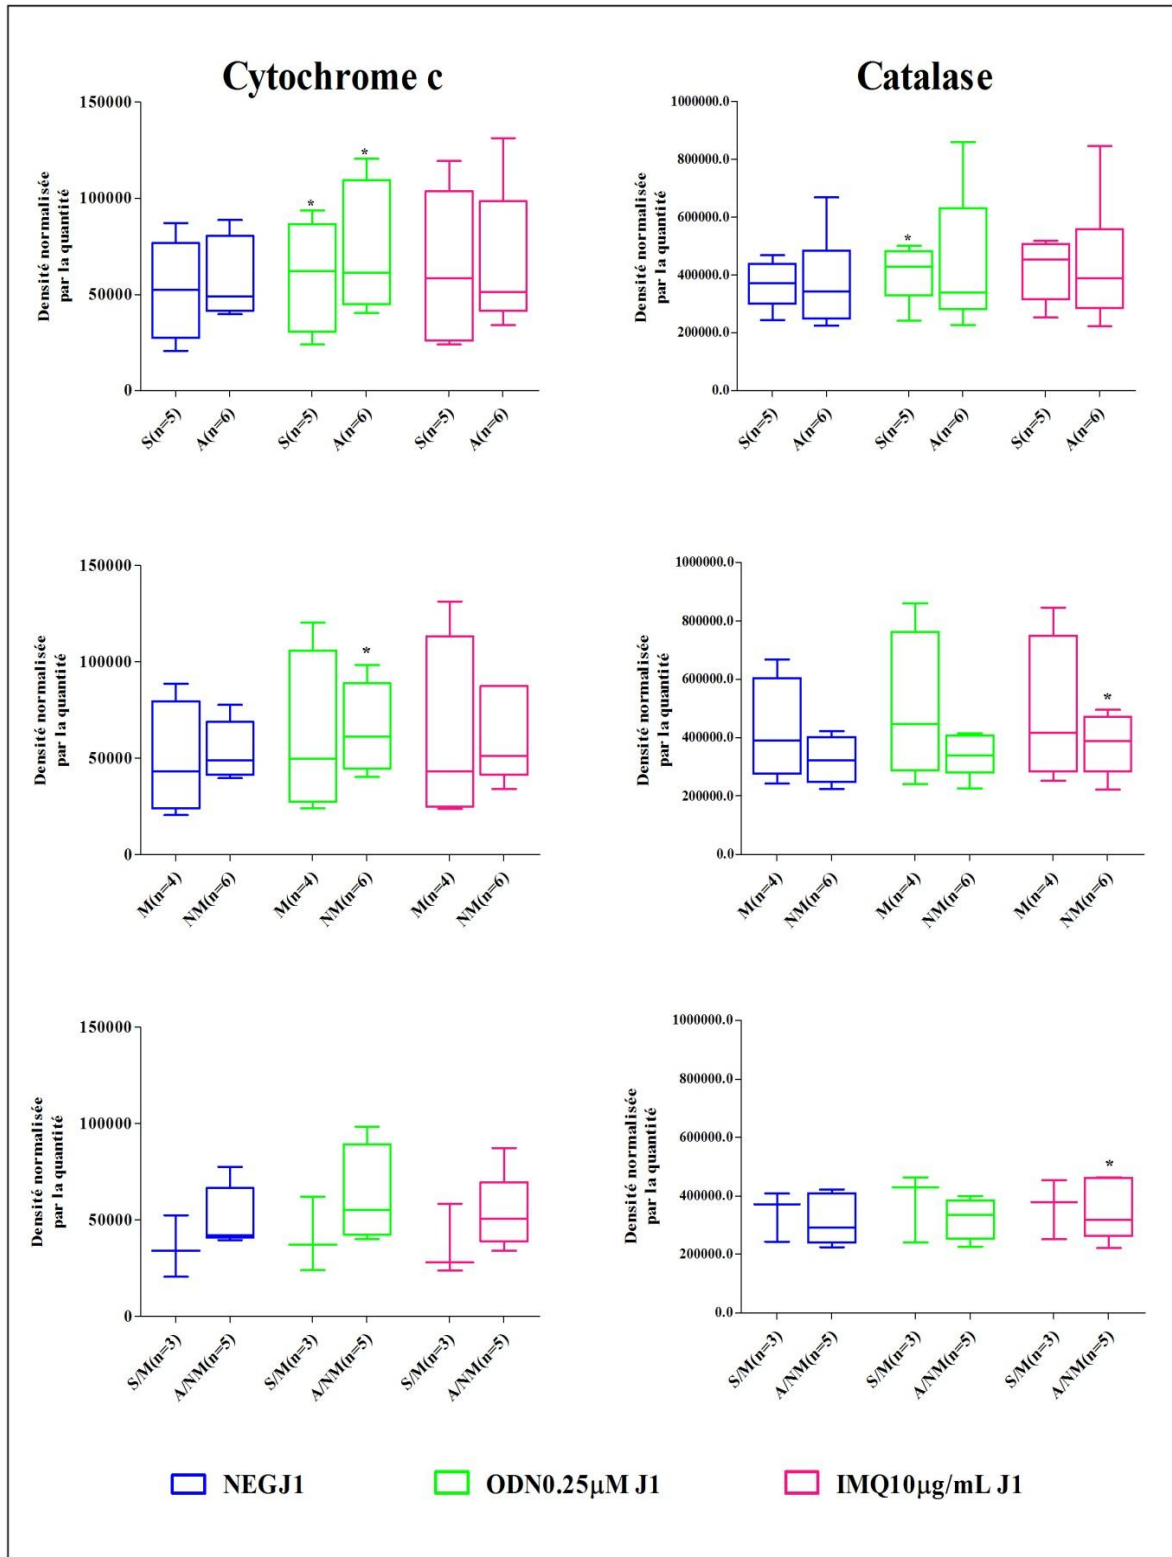 Cytochrome c
Catalase
Densité normalisée
par la quantité
150000
100000
50000
0
*
*
S(n=5)
A(n=6)
S(n=5)
A(n=6)
S(n=5)
A(n=6)
Densité normalisée
par la quantité
1000000.0
800000.0
600000.0
400000.0
200000.0
0.0
*
S(n=5)
A(n=6)
S(n=5)
A(n=6)
S(n=5)
A(n=6)
Densité normalisée
par la quantité
150000
100000
50000
0
*
M(n=4)
NM(n=6)
M(n=4)
NM(n=6)
M(n=4)
NM(n=6)
Densité normalisée
par la quantité
1000000.0
800000.0
600000.0
400000.0
200000.0
0.0
*
M(n=4)
NM(n=6)
M(n=4)
NM(n=6)
M(n=4)
NM(n=6)
Densité normalisée
par la quantité
150000
100000
50000
0
S/M(n=3)
A/NM(n=5)
S/M(n=3)
A/NM(n=5)
S/M(n=3)
A/NM(n=5)
Densité normalisée
par la quantité
1000000.0
800000.0
600000.0
400000.0
200000.0
0.0
*
S/M(n=3)
A/NM(n=5)
S/M(n=3)
A/NM(n=5)
S/M(n=3)
A/NM(n=5)
NEGJ1
ODN0.25µM J1
IMQ10µg/mL J1